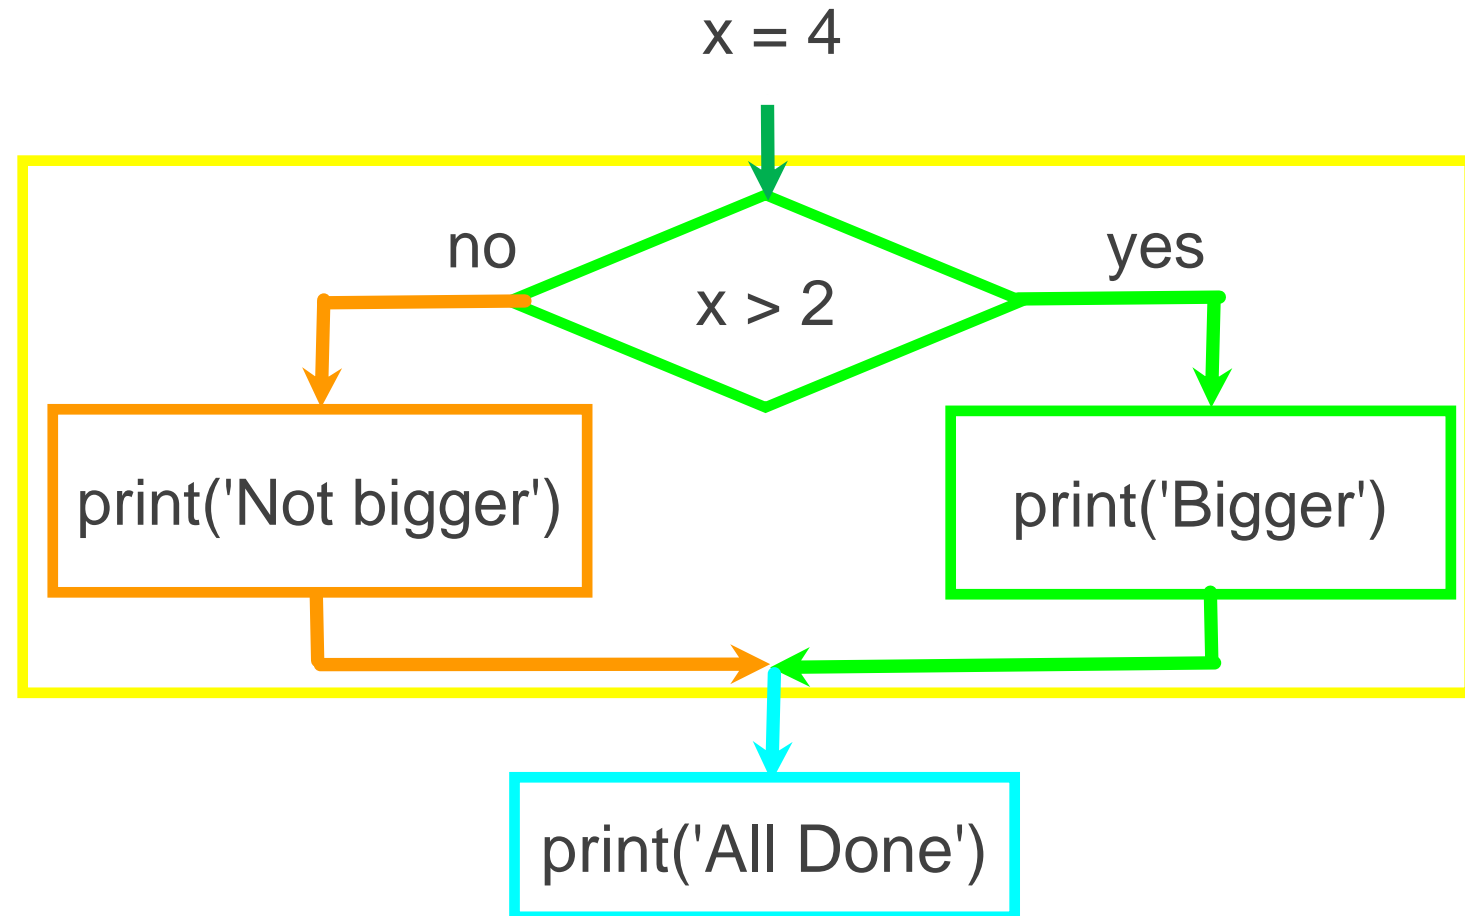 x = 4
no
yes
x > 2
print('Not bigger')
print('Bigger')
print('All Done')